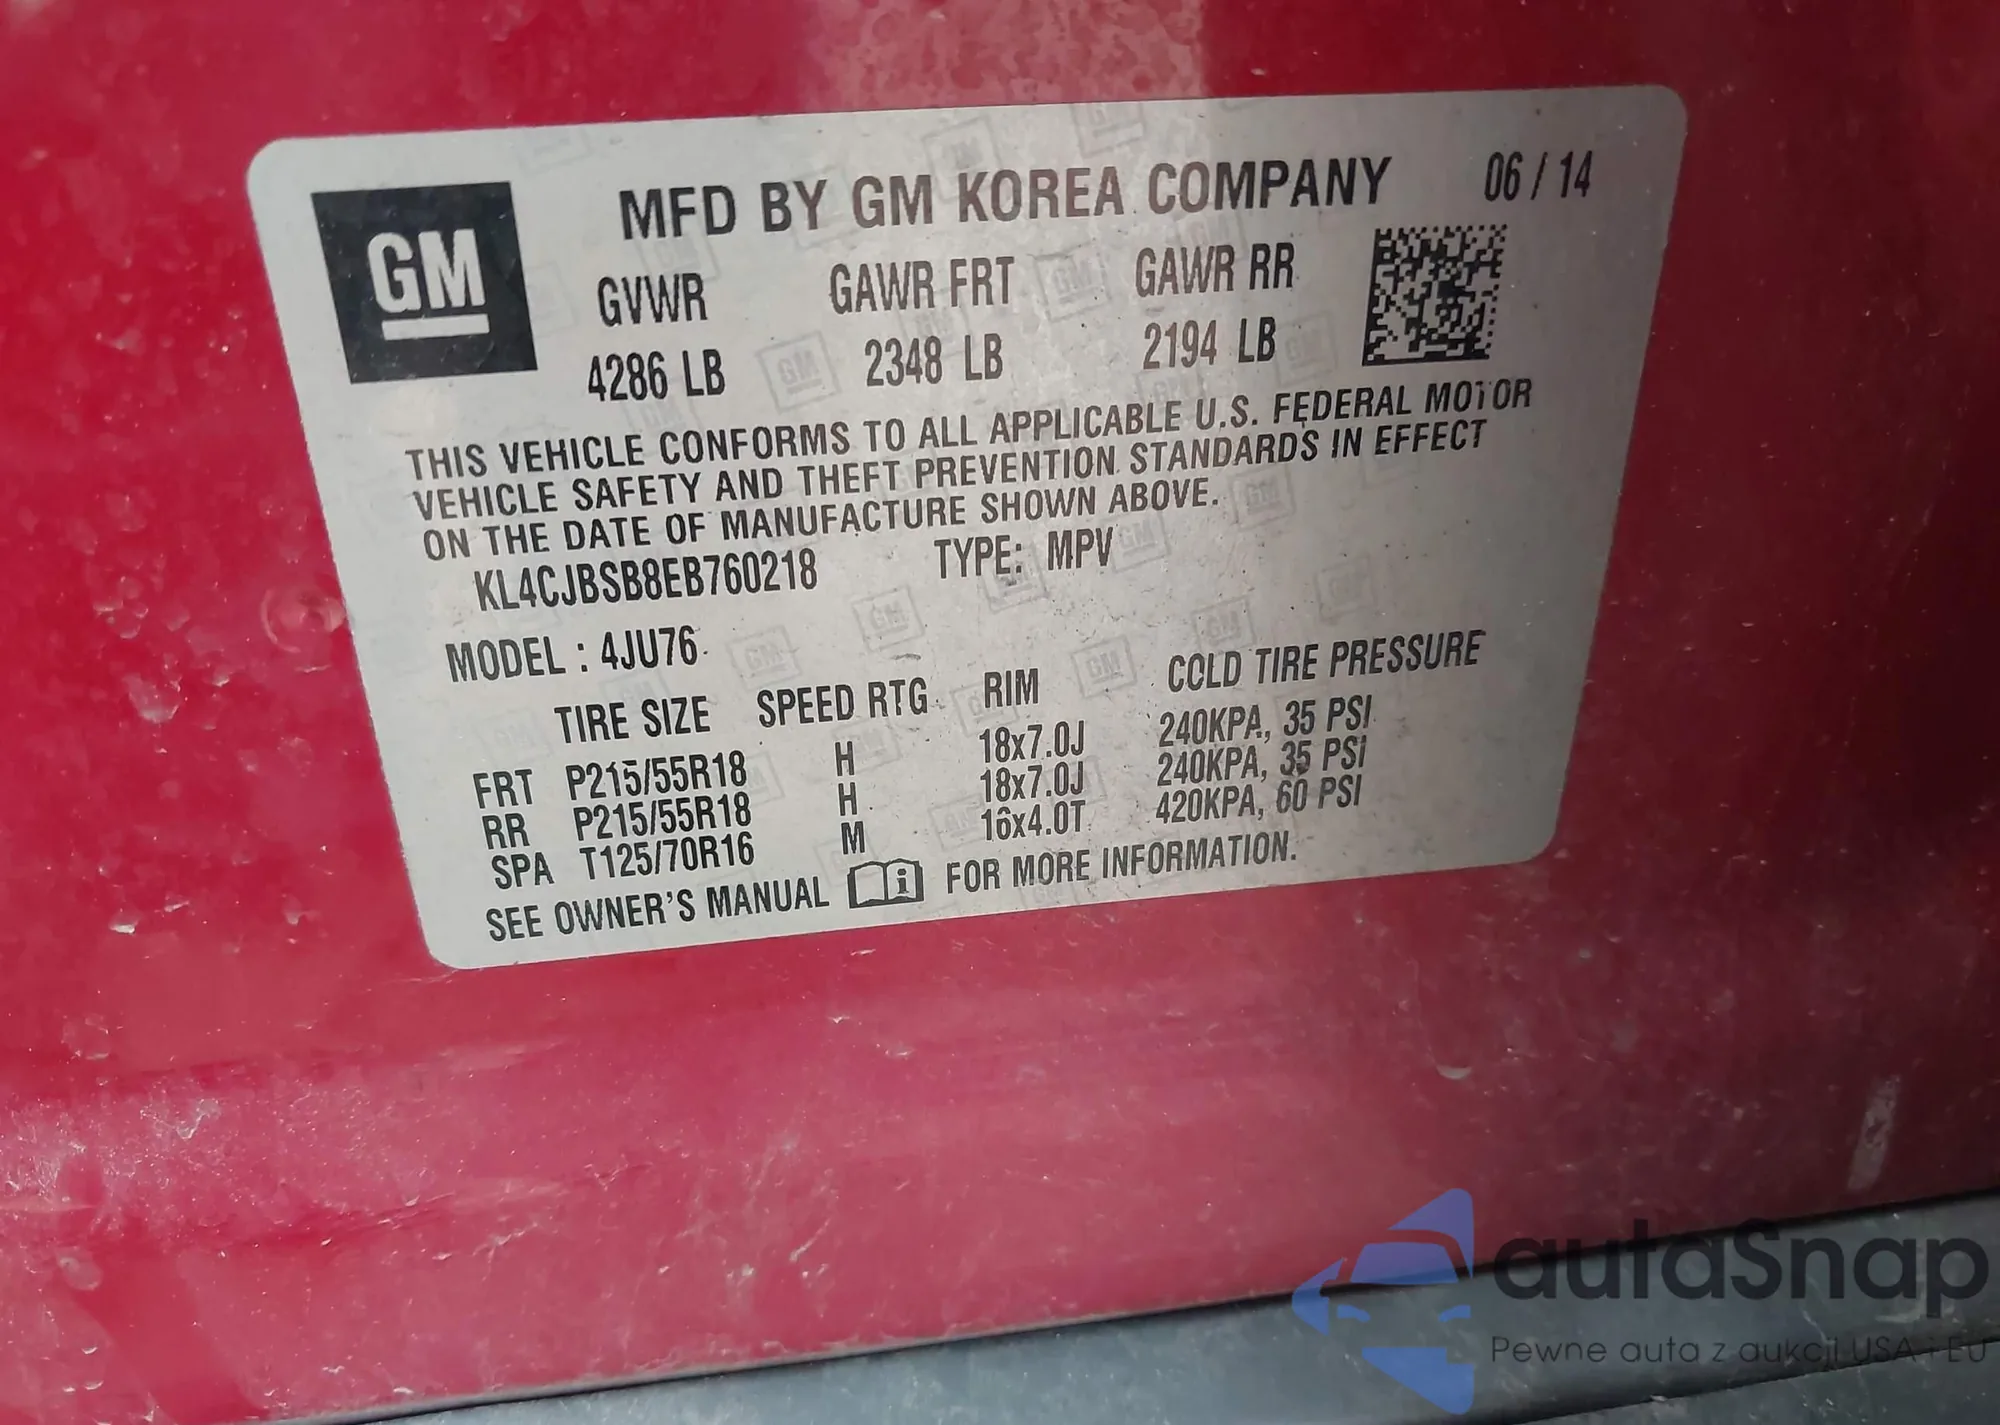 GM
MFD BY GM KOREA COMPANY 06 / 14
GVWR GAWR FRT GAWR RR
4286 LB 2348 LB 2194 LB
THIS VEHICLE CONFORMS TO ALL APPLICABLE U.S. FEDERAL MOTOR
VEHICLE SAFETY AND THEFT PREVENTION STANDARDS IN EFFECT
ON THE DATE OF MANUFACTURE SHOWN ABOVE.
KL4CJBSB8EB760218 TYPE: MPV
MODEL : 4JU76
TIRE SIZE SPEED RTG RIM COLD TIRE PRESSURE
FRT P215/55R18 H 18x7.0J 240KPA, 35 PSI
RR P215/55R18 H 18x7.0J 240KPA, 35 PSI
SPA T125/70R16 M 16x4.0T 420KPA, 60 PSI
SEE OWNER'S MANUAL FOR MORE INFORMATION.
autaSnap
Pewne auta z aukcji USA i EU